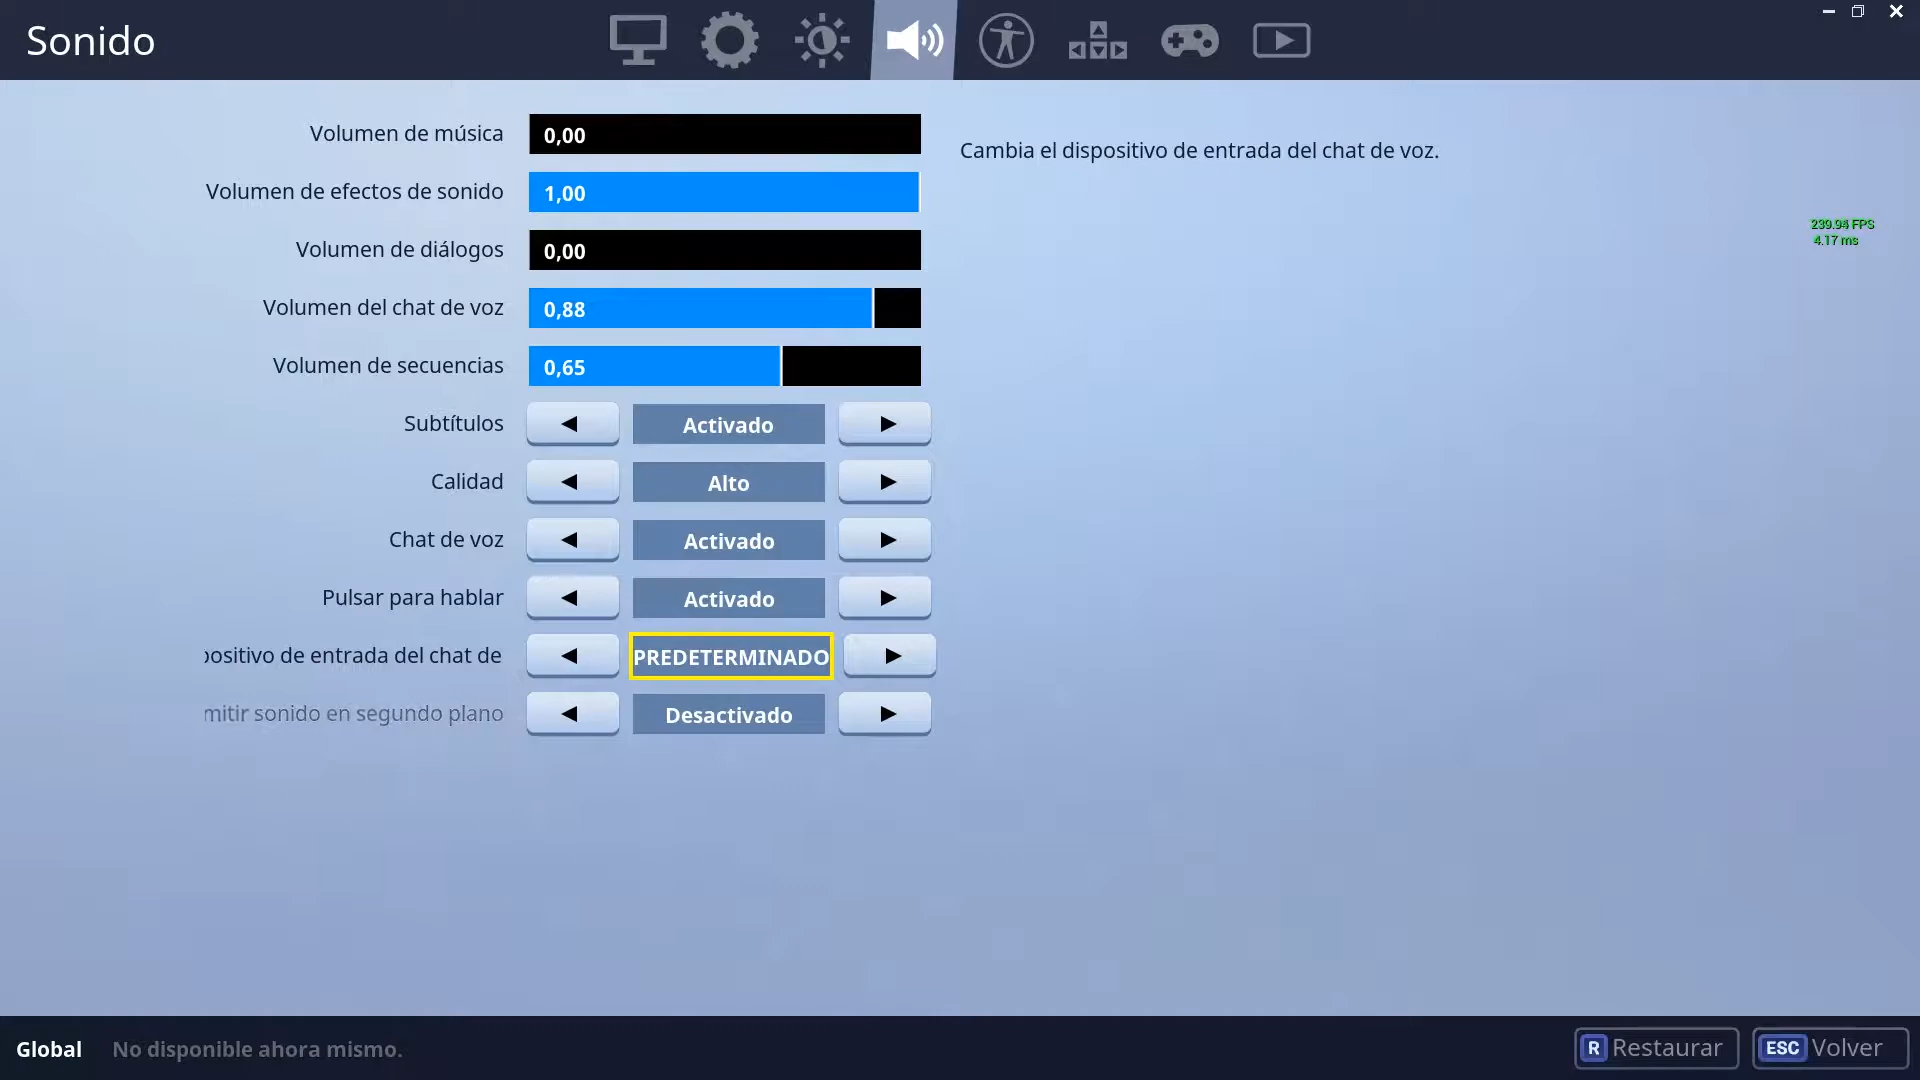 Sonido
Volumen de música 0,00
Cambia el dispositivo de entrada del chat de voz.
Volumen de efectos de sonido 1,00
239.94 FPS
4.17 ms
Volumen de diálogos 0,00
Volumen del chat de voz 0,88
Volumen de secuencias 0,65
Subtítulos Activado
Calidad Alto
Chat de voz Activado
Pulsar para hablar Activado
positivo de entrada del chat de PREDETERMINADO
mitir sonido en segundo plano Desactivado
Global No disponible ahora mismo.
R Restaurar ESC Volver